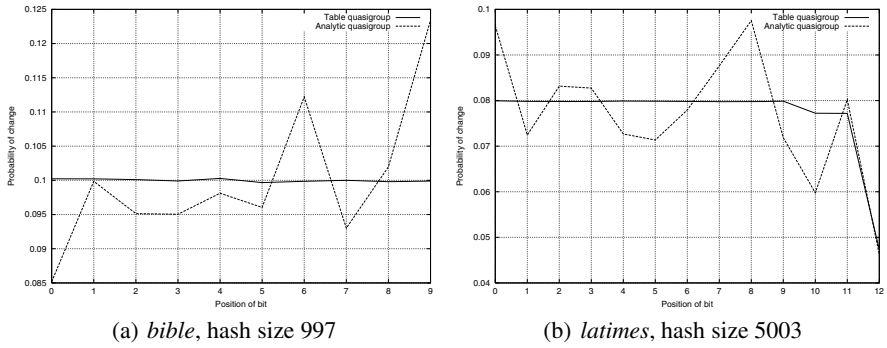 0.125
0.12
0.115
0.11
0.105
0.1
0.095
0.09
0.085
Probability of change
Table quasigroup
Analytic quasigroup
0 1 2 3 4 5 6 7 8 9
Position of bit
(a) bible, hash size 997
0.1
0.09
0.08
0.07
0.06
0.05
0.04
Probability of change
Table quasigroup
Analytic quasigroup
0 1 2 3 4 5 6 7 8 9 10 11 12
Position of bit
(b) latimes, hash size 5003